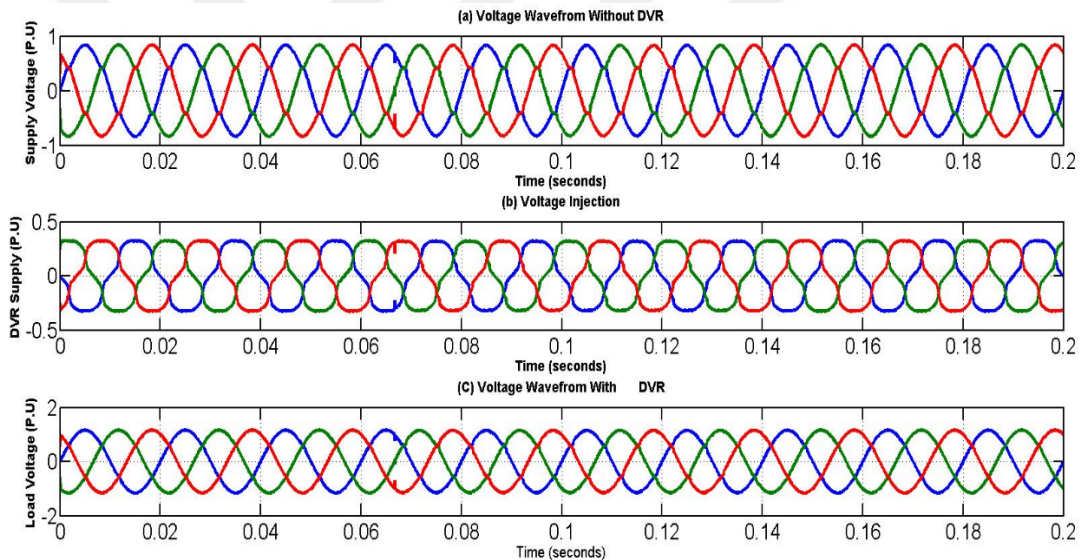 (a) Voltage Wavefrom Without DVR
Supply Voltage (P.U)
1
0
-1
0 0.02 0.04 0.06 0.08 0.1 0.12 0.14 0.16 0.18 0.2
Time (seconds)
(b) Voltage Injection
DVR Supply (P.U)
0.5
0
-0.5
0 0.02 0.04 0.06 0.08 0.1 0.12 0.14 0.16 0.18 0.2
Time (seconds)
(C) Voltage Wavefrom With DVR
Load Voltage (P.U)
2
0
-2
0 0.02 0.04 0.06 0.08 0.1 0.12 0.14 0.16 0.18 0.2
Time (seconds)